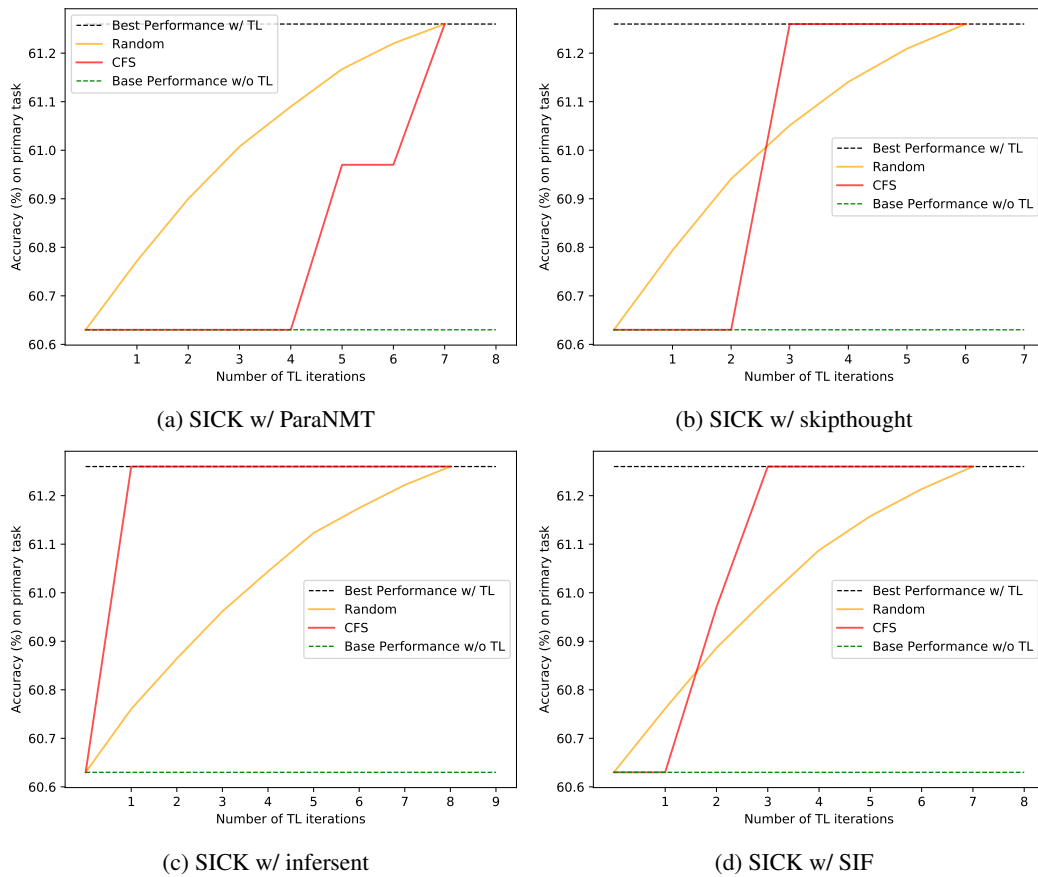 Best Performance w/ TL
Random
CFS
Base Performance w/o TL
Accuracy (%) on primary task
61.2
61.1
61.0
60.9
60.8
60.7
60.6
1 2 3 4 5 6 7 8
Number of TL iterations
(a) SICK w/ ParaNMT
Accuracy (%) on primary task
61.2
61.1
61.0
60.9
60.8
60.7
60.6
Best Performance w/ TL
Random
CFS
Base Performance w/o TL
1 2 3 4 5 6 7
Number of TL iterations
(b) SICK w/ skipthought
Accuracy (%) on primary task
61.2
61.1
61.0
60.9
60.8
60.7
60.6
Best Performance w/ TL
Random
CFS
Base Performance w/o TL
1 2 3 4 5 6 7 8 9
Number of TL iterations
(c) SICK w/ infersent
Accuracy (%) on primary task
61.2
61.1
61.0
60.9
60.8
60.7
60.6
Best Performance w/ TL
Random
CFS
Base Performance w/o TL
1 2 3 4 5 6 7 8
Number of TL iterations
(d) SICK w/ SIF